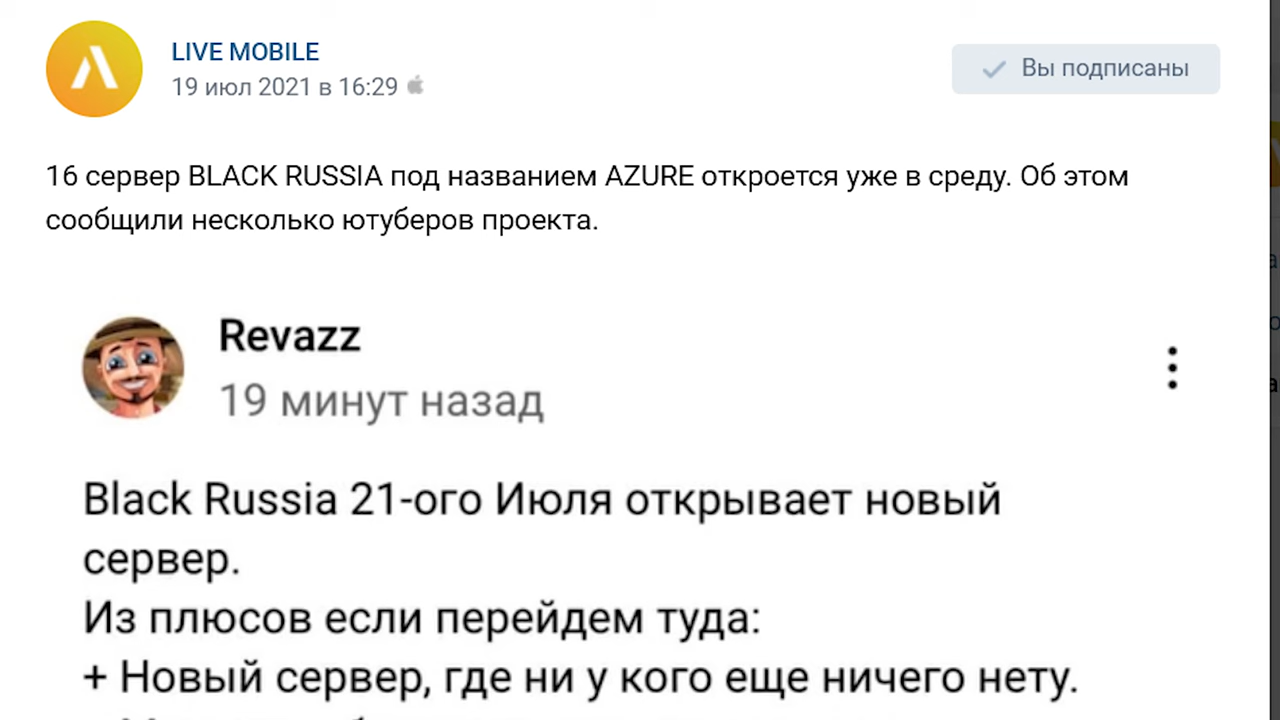 LIVE MOBILE
19 июл 2021 в 16:29
Вы подписаны
16 сервер BLACK RUSSIA под названием AZURE откроется уже в среду. Об этом
сообщили несколько ютуберов проекта.
Revazz
19 минут назад
Black Russia 21-ого Июля открывает новый
сервер.
Из плюсов если перейдем туда:
+ Новый сервер, где ни у кого еще ничего нету.